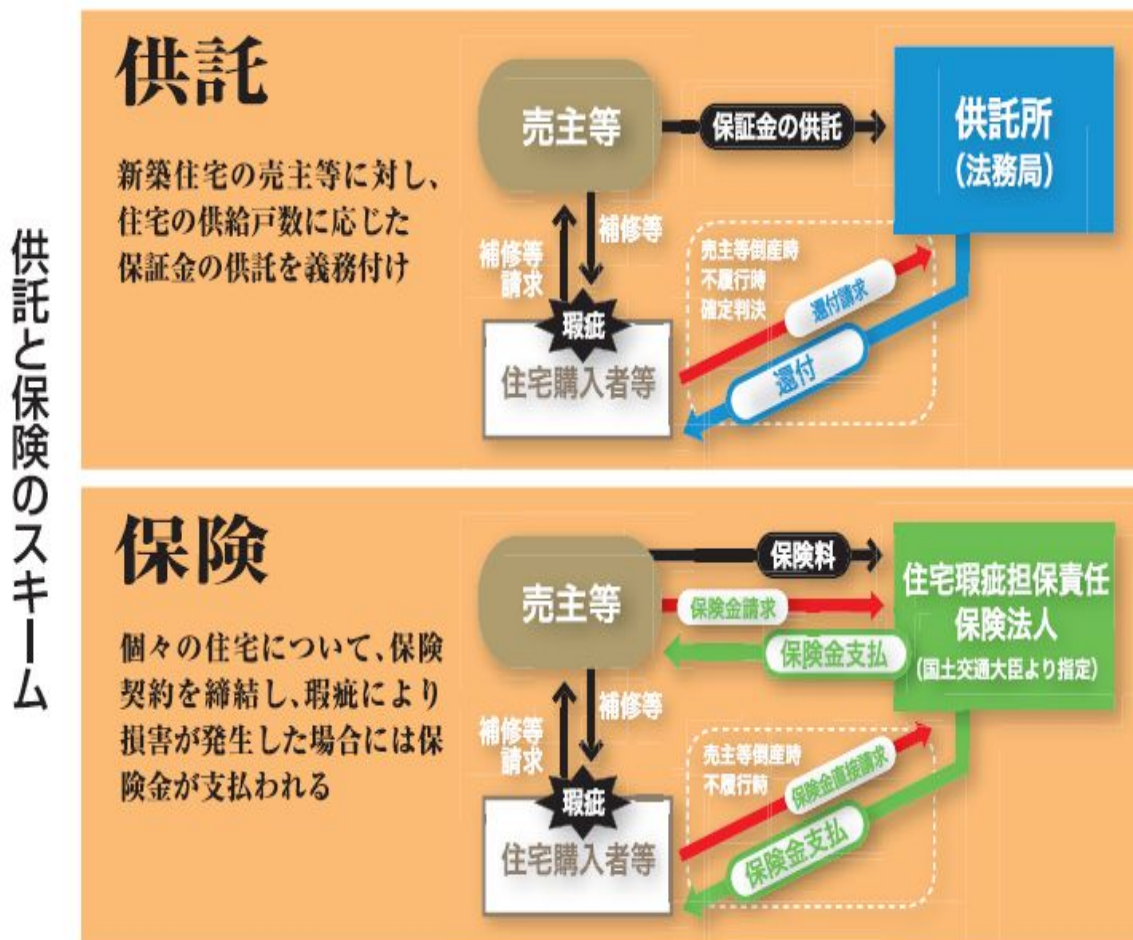 供託と保険のスキーム
供託
新築住宅の売主等に対し、
住宅の供給戸数に応じた
保証金の供託を義務付け
売主等
保証金の供託
供託所
(法務局)
補修等
請求
補修等
瑕疵
住宅購入者等
売主等倒産時
不履行時
確定判決
還付請求
還付
保険
個々の住宅について、保険
契約を締結し、瑕疵により
損害が発生した場合には保
険金が支払われる
売主等
保険料
保険金請求
保険金支払
住宅瑕疵担保責任
保険法人
(国土交通大臣より指定)
補修等
請求
補修等
瑕疵
住宅購入者等
売主等倒産時
不履行時
保険金直接請求
保険金支払